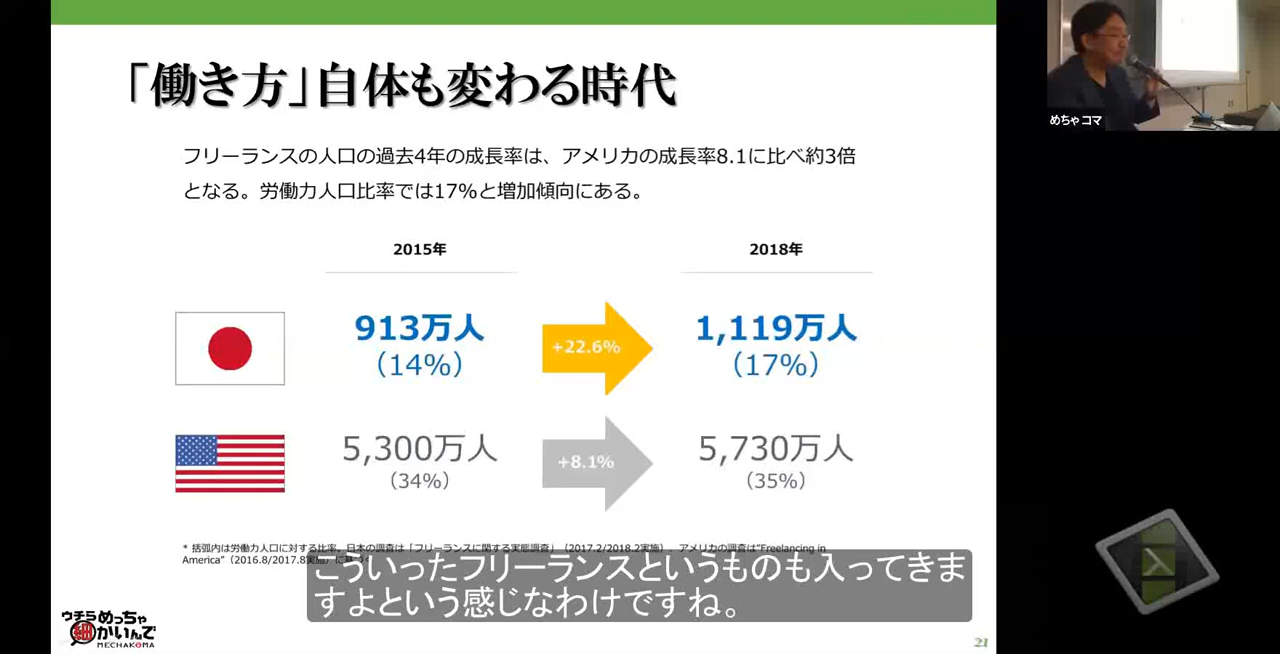 「働き方」自体も変わる時代
めちゃコマ
フリーランスの人口の過去4年の成長率は、アメリカの成長率8.1に比べ約3倍
となる。労働力人口比率では17%と増加傾向にある。
2015年
2018年
913万人
（14%）
+22.6%
1,119万人
（17%）
5,300万人
（34%）
+8.1%
5,730万人
（35%）
* 括弧内は労働力人口に対する比率。日本の調査は「フリーランスに関する実態調査」（2017.2/2018.2実施）、アメリカの調査は"Freelancing in
America"（2016.8/2017.8実施）に基づく
こういったフリーランスというものも入ってきま
すよという感じなわけですね。
ウチらめっちゃ
細かいんで
MECHAKOMA
21